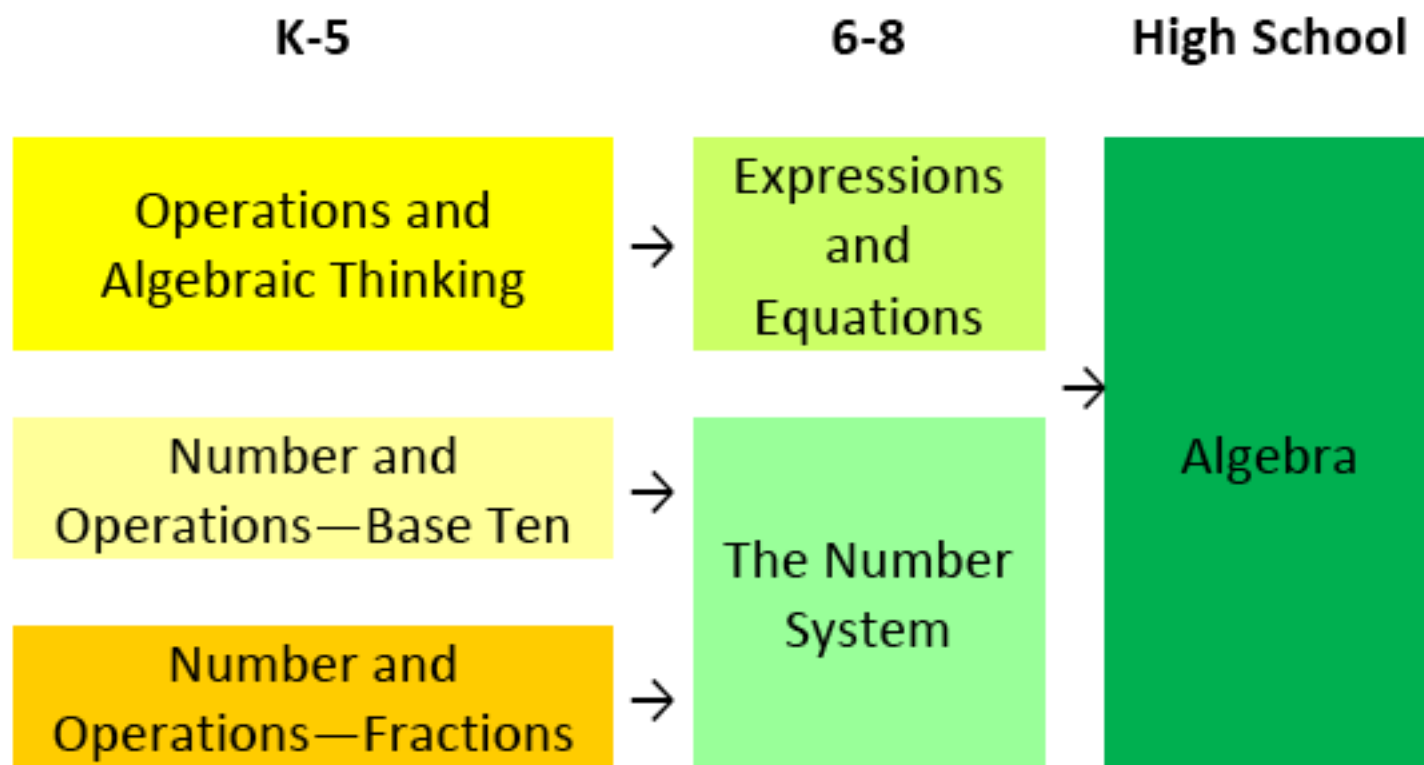 K-5
6-8
High School
Operations and
Algebraic Thinking
→
Expressions
and
Equations
→
Number and
Operations—Base Ten
→
The Number
System
Algebra
Number and
Operations—Fractions
→